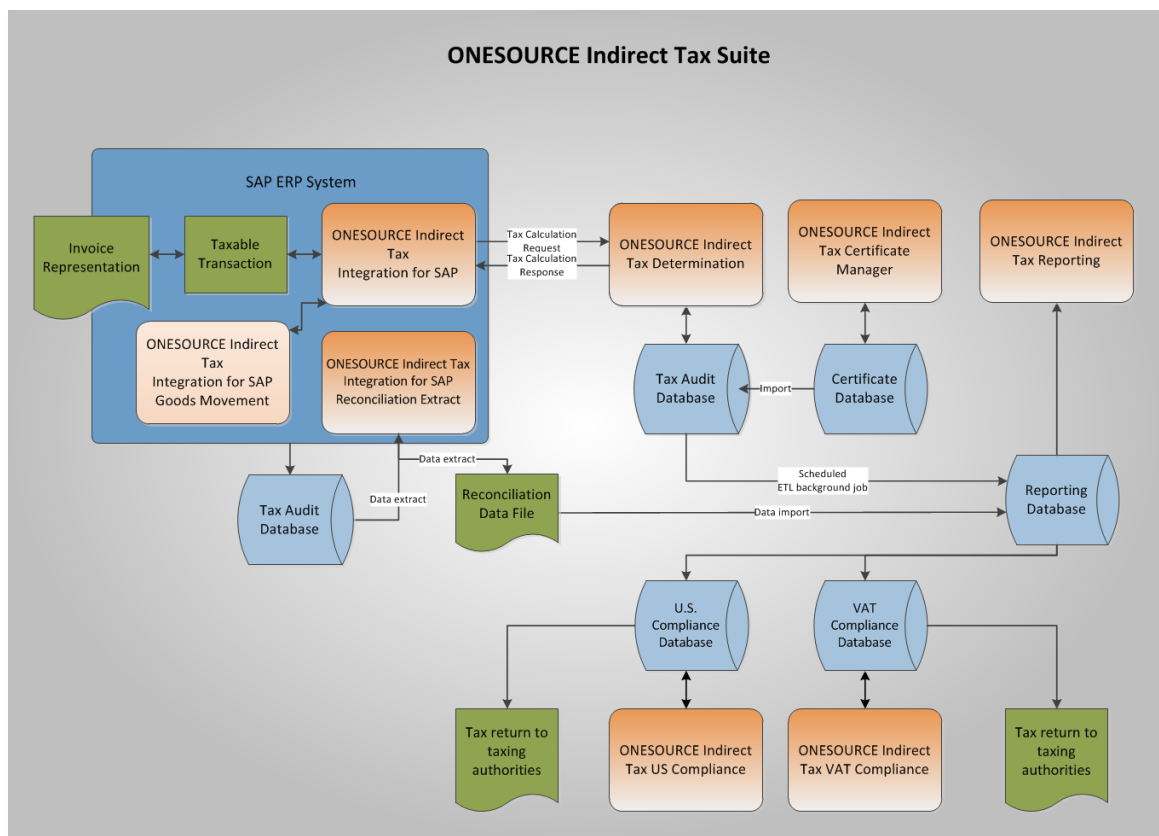 ONESOURCE Indirect Tax Suite
SAP ERP System
Invoice
Representation
Taxable
Transaction
ONESOURCE Indirect
Tax
Integration for SAP
Tax Calculation
Request
Tax Calculation
Response
ONESOURCE Indirect
Tax Determination
ONESOURCE Indirect
Tax Certificate
Manager
ONESOURCE Indirect
Tax Reporting
ONESOURCE Indirect
Tax
Integration for SAP
Goods Movement
ONESOURCE Indirect Tax
Integration for SAP
Reconciliation Extract
Tax Audit
Database
Import
Certificate
Database
Data extract
Scheduled
ETL background job
Tax Audit
Database
Data extract
Reconciliation
Data File
Data import
Reporting
Database
U.S.
Compliance
Database
VAT
Compliance
Database
Tax return to
taxing
authorities
ONESOURCE Indirect
Tax US Compliance
ONESOURCE Indirect
Tax VAT Compliance
Tax return to
taxing
authorities